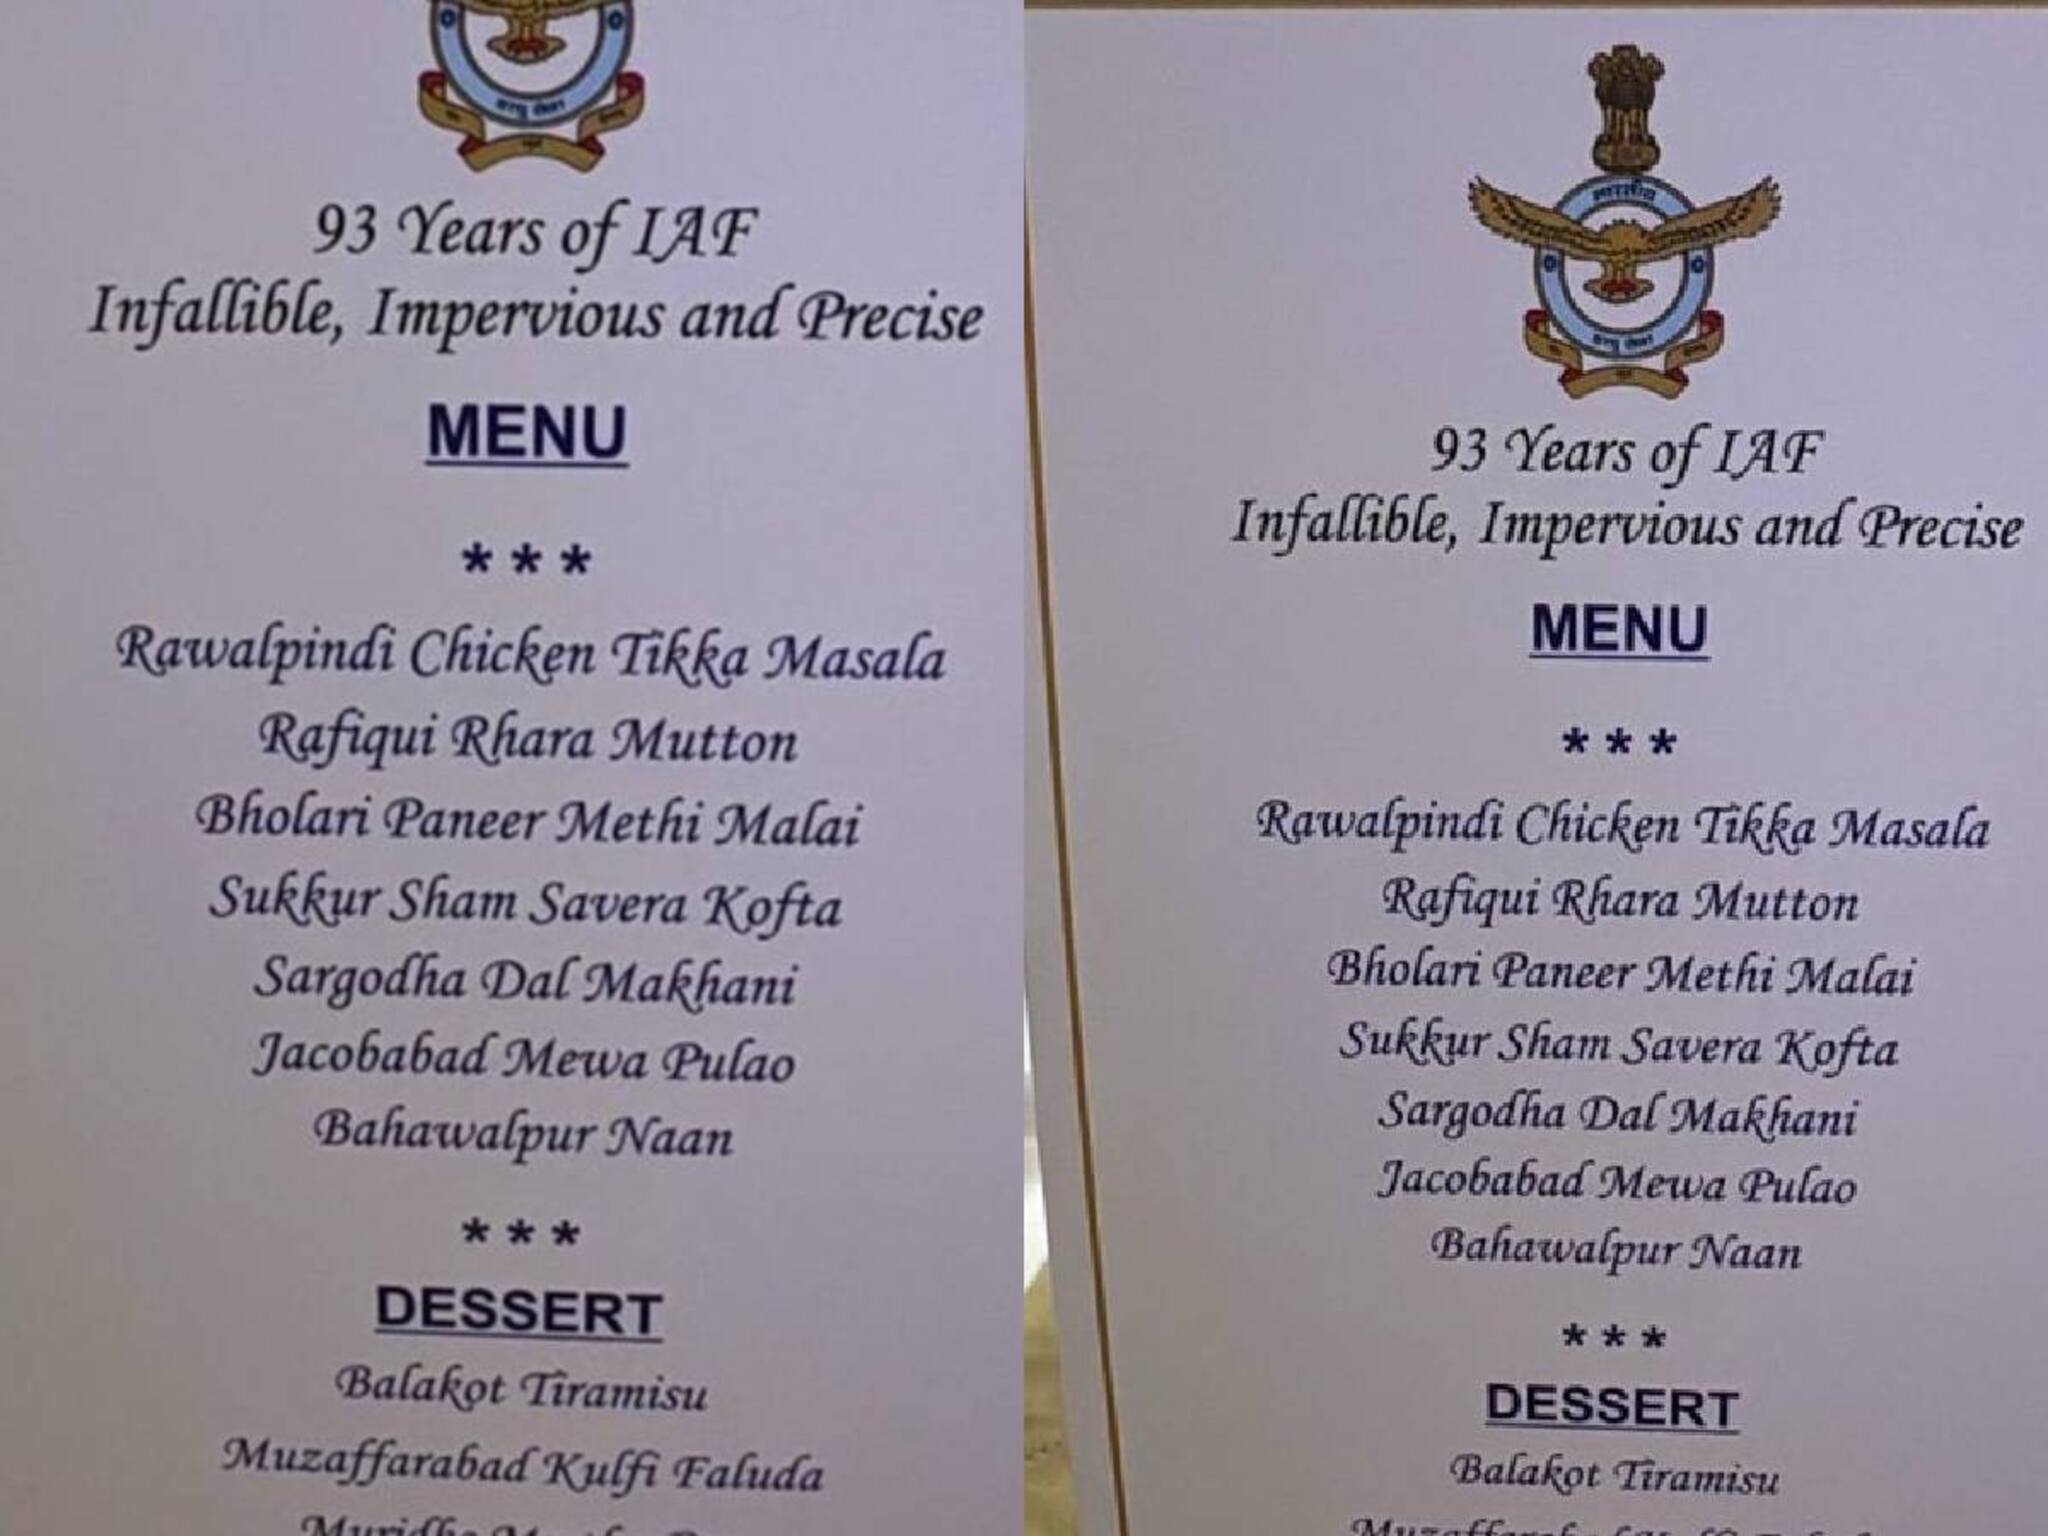 93 Years of IAF
Infallible, Impervious and Precise
MENU
* * *
Rawalpindi Chicken Tikka Masala
Rafiqui Rhara Mutton
Bholari Paneer Methi Malai
Sukkur Sham Savera Kofta
Sargodha Dal Makhani
Jacobabad Mewa Pulao
Bahawalpur Naan
* * *
DESSERT
Balakot Tiramisu
Muzaffarabad Kulfi Faluda
भारतीय
93 Years of IAF
Infallible, Impervious and Precise
MENU
* * *
Rawalpindi Chicken Tikka Masala
Rafiqui Rhara Mutton
Bholari Paneer Methi Malai
Sukkur Sham Savera Kofta
Sargodha Dal Makhani
Jacobabad Mewa Pulao
Bahawalpur Naan
* * *
DESSERT
Balakot Tiramisu